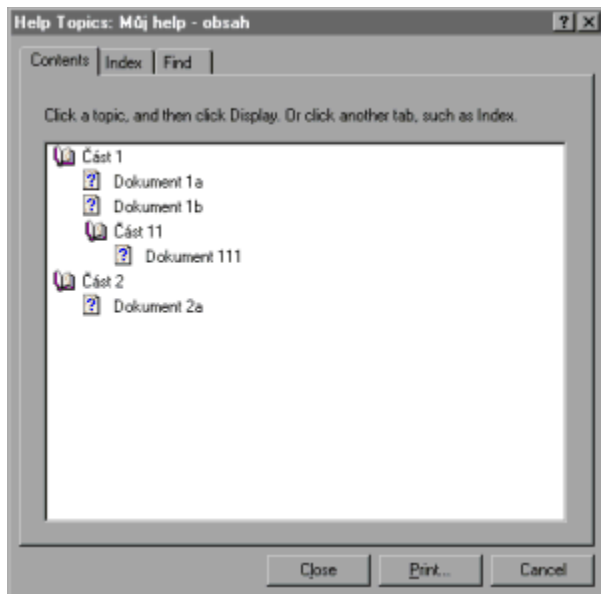 Help Topics: Můj help - obsah
Contents Index Find
Click a topic, and then click Display. Or click another tab, such as Index.
Část 1
Dokument 1a
Dokument 1b
Část 11
Dokument 111
Část 2
Dokument 2a
Close Print... Cancel